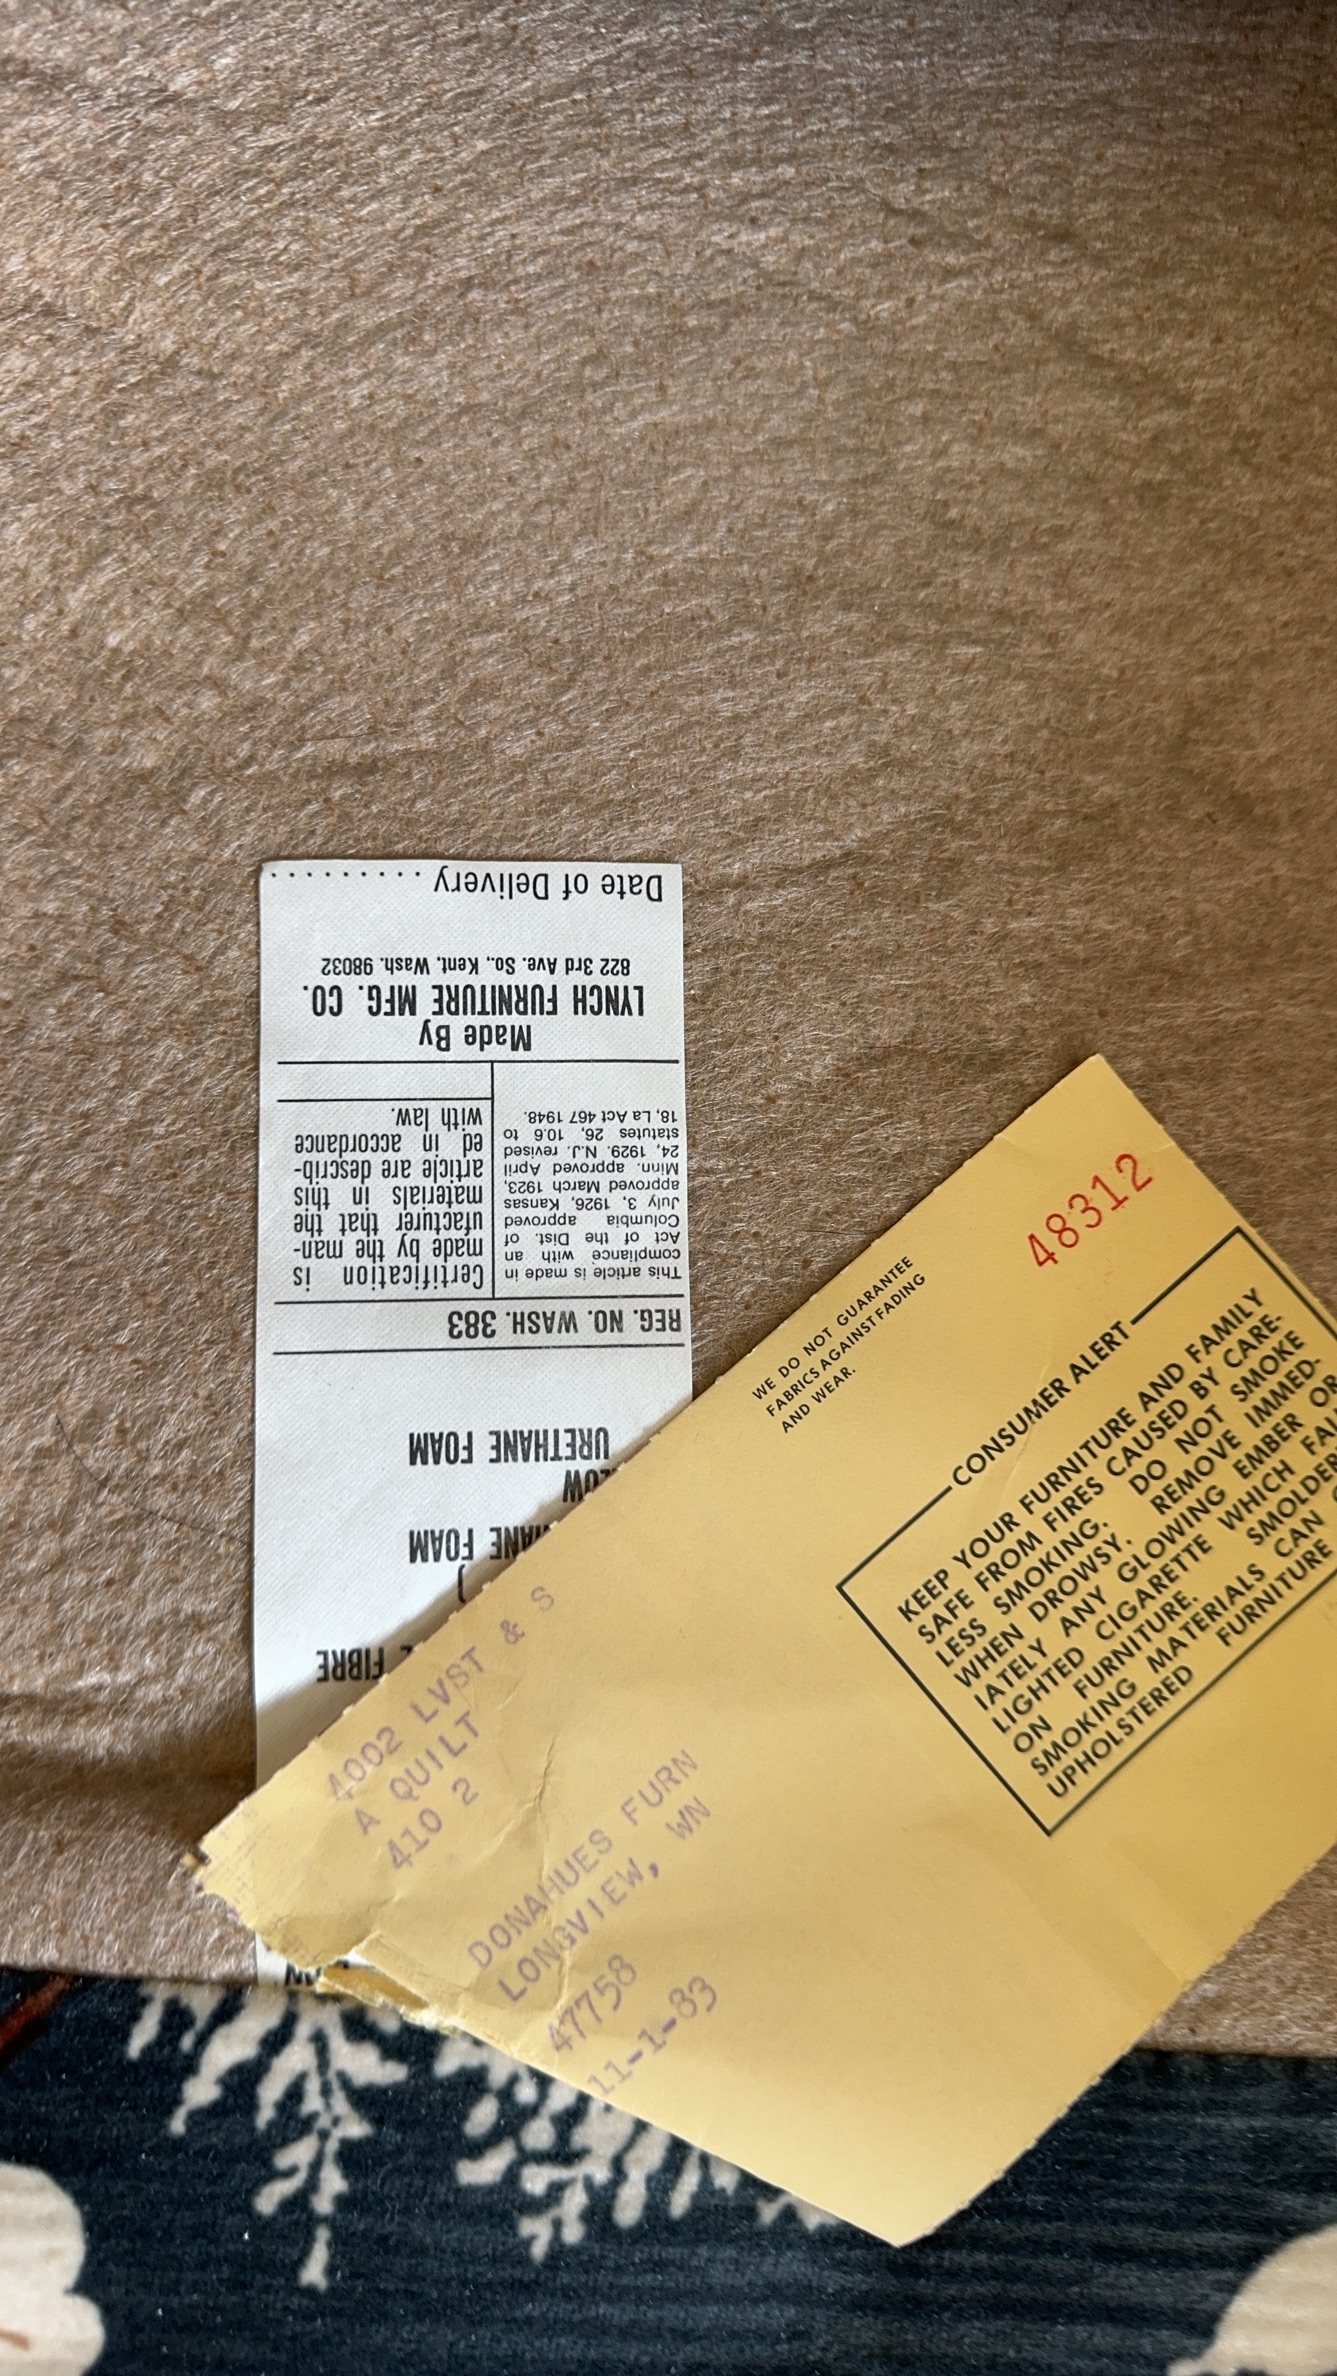 FIBRE
FOAM
URETHANE FOAM
REG. NO. WASH. 383
This article is made in
compliance with an
Act of the Dist. of
Columbia approved
July 3, 1926, Kansas
approved March 1923,
Minn. approved April
24, 1929. N.J. revised
statutes 26, 10.6 to
18, La Act 467 1948.
Certification is
made by the man-
ufacturer that the
materials in this
article are describ-
ed in accordance
with law.
Made By
LYNCH FURNITURE MFG. CO.
822 3rd Ave. So., Kent, Wash. 98032
Date of Delivery . . . . . . . . . .
48312
WE DO NOT GUARANTEE
FABRICS AGAINST FADING
AND WEAR.
CONSUMER ALERT
KEEP YOUR FURNITURE AND FAMILY
SAFE FROM FIRES CAUSED BY CARE-
LESS SMOKING. DO NOT SMOKE
WHEN DROWSY. REMOVE IMMED-
IATELY ANY GLOWING EMBER OR
LIGHTED CIGARETTE WHICH
ON FURNITURE.
SMOKING MATERIALS CAN
UPHOLSTERED FURNITURE
4002 LVST & S
A QUILT
410 2
DONAHUES FURN
LONGVIEW, WN
47758
11-1-83